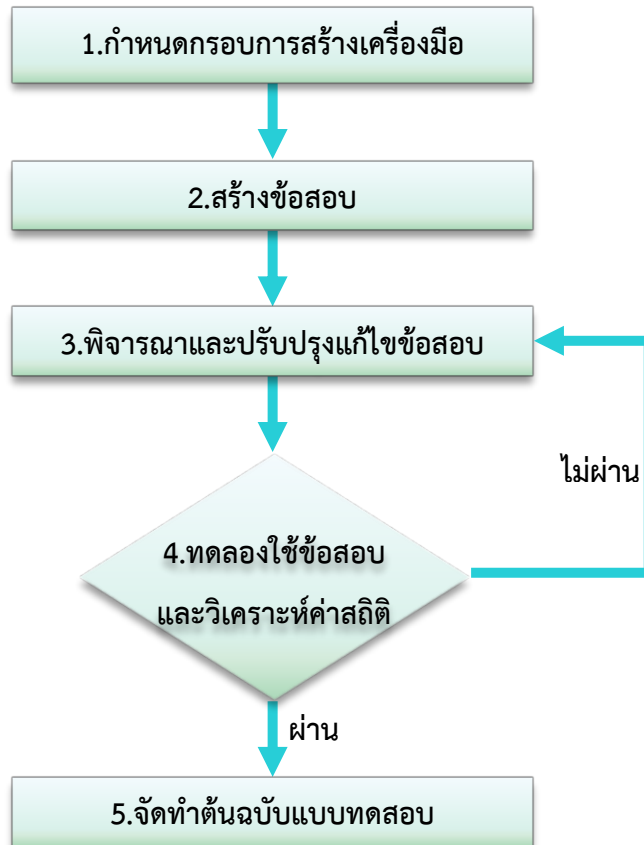 1.กำหนดกรอบการสร้างเครื่องมือ
2.สร้างข้อสอบ
3.พิจารณาและปรับปรุงแก้ไขข้อสอบ
ไม่ผ่าน
4.ทดลองใช้ข้อสอบ
และวิเคราะห์ค่าสถิติ
ผ่าน
5.จัดทำต้นฉบับแบบทดสอบ